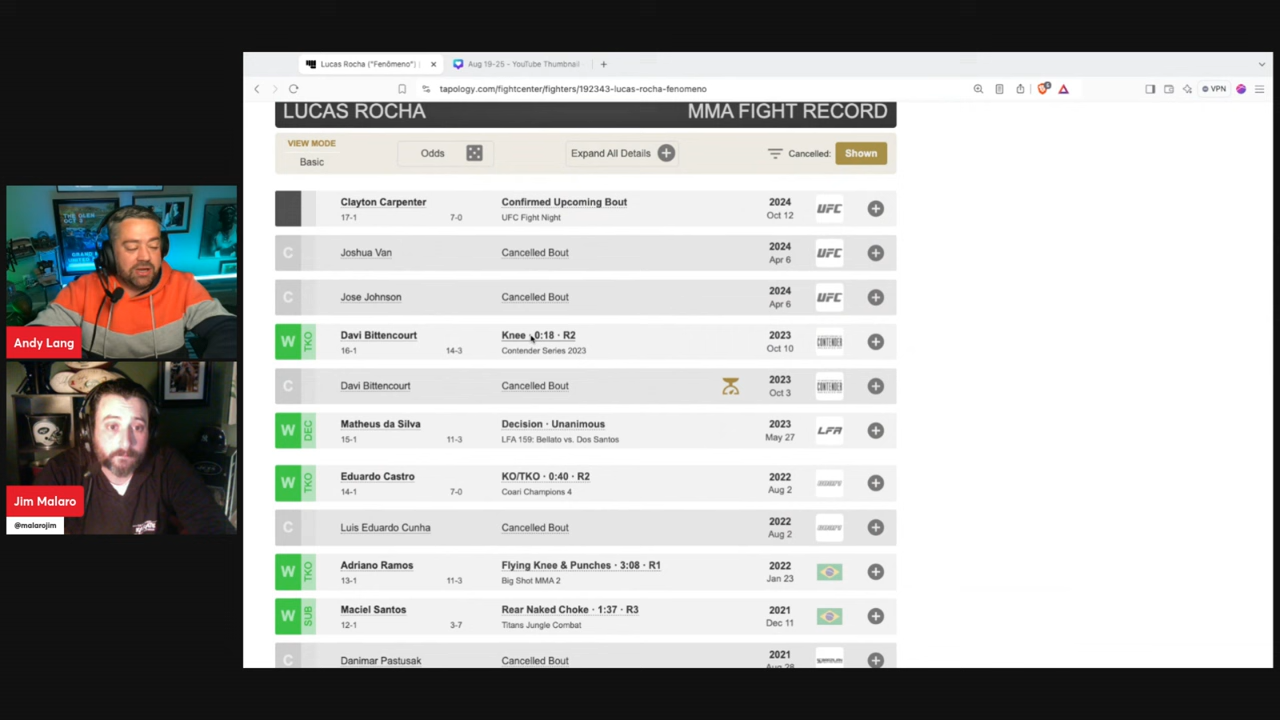 Lucas Rocha ("Fenômeno") |
Aug 19-25 - YouTube Thumbnail
tapology.com/fightcenter/fighters/192343-lucas-rocha-fenomeno
VPN
LUCAS ROCHA
MMA FIGHT RECORD
VIEW MODE
Basic
Odds
Expand All Details
Cancelled:
Shown
Clayton Carpenter
Confirmed Upcoming Bout
2024
17-1
7-0
UFC Fight Night
Oct 12
UFC
C
Joshua Van
Cancelled Bout
2024
Apr 6
UFC
C
Jose Johnson
Cancelled Bout
2024
Apr 6
UFC
W
TKO
Davi Bittencourt
Knee · 0:18 · R2
2023
16-1
14-3
Contender Series 2023
Oct 10
CONTENDER
C
Davi Bittencourt
Cancelled Bout
2023
Oct 3
CONTENDER
W
DEC
Matheus da Silva
Decision · Unanimous
2023
15-1
11-3
LFA 159: Bellato vs. Dos Santos
May 27
LFA
W
TKO
Eduardo Castro
KO/TKO · 0:40 · R2
2022
14-1
7-0
Coari Champions 4
Aug 2
C
Luis Eduardo Cunha
Cancelled Bout
2022
Aug 2
W
TKO
Adriano Ramos
Flying Knee & Punches · 3:08 · R1
2022
13-1
11-3
Big Shot MMA 2
Jan 23
W
SUB
Maciel Santos
Rear Naked Choke · 1:37 · R3
2021
12-1
3-7
Titans Jungle Combat
Dec 11
C
Danimar Pastusak
Cancelled Bout
2021
Aug 28
Andy Lang
Jim Malaro
@malarojim